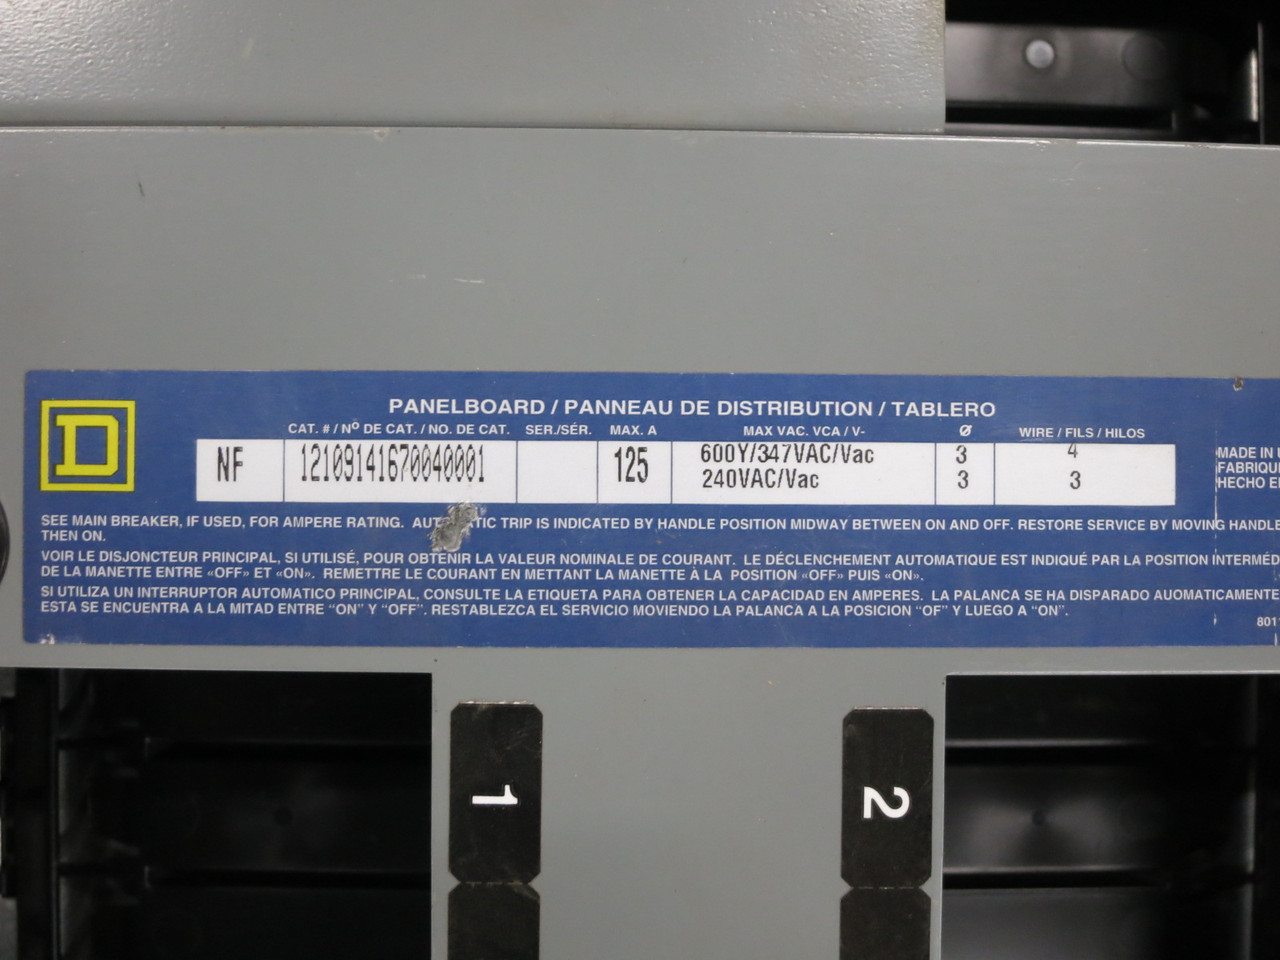 D
PANELBOARD / PANNEAU DE DISTRIBUTION / TABLERO
CAT. # / Nº DE CAT. / NO. DE CAT. SER./SÉR. MAX. A MAX VAC. VCA / V- Ø WIRE / FILS / HILOS
NF 12109141670040001 125 600Y/347VAC/Vac 3 4
240VAC/Vac 3 3
MADE IN
FABRIQU
HECHO E
SEE MAIN BREAKER, IF USED, FOR AMPERE RATING. AUT TIC TRIP IS INDICATED BY HANDLE POSITION MIDWAY BETWEEN ON AND OFF. RESTORE SERVICE BY MOVING HANDLE
THEN ON.
VOIR LE DISJONCTEUR PRINCIPAL, SI UTILISÉ, POUR OBTENIR LA VALEUR NOMINALE DE COURANT. LE DÉCLENCHEMENT AUTOMATIQUE EST INDIQUÉ PAR LA POSITION INTERMÉD
DE LA MANETTE ENTRE «OFF» ET «ON». REMETTRE LE COURANT EN METTANT LA MANETTE À LA POSITION «OFF» PUIS «ON».
SI UTILIZA UN INTERRUPTOR AUTOMATICO PRINCIPAL, CONSULTE LA ETIQUETA PARA OBTENER LA CAPACIDAD EN AMPERES. LA PALANCA SE HA DISPARADO AUOMATICAMENTE
ESTA SE ENCUENTRA A LA MITAD ENTRE "ON" Y "OFF". RESTABLEZCA EL SERVICIO MOVIENDO LA PALANCA A LA POSICION "OF" Y LUEGO A "ON".
801
1
2